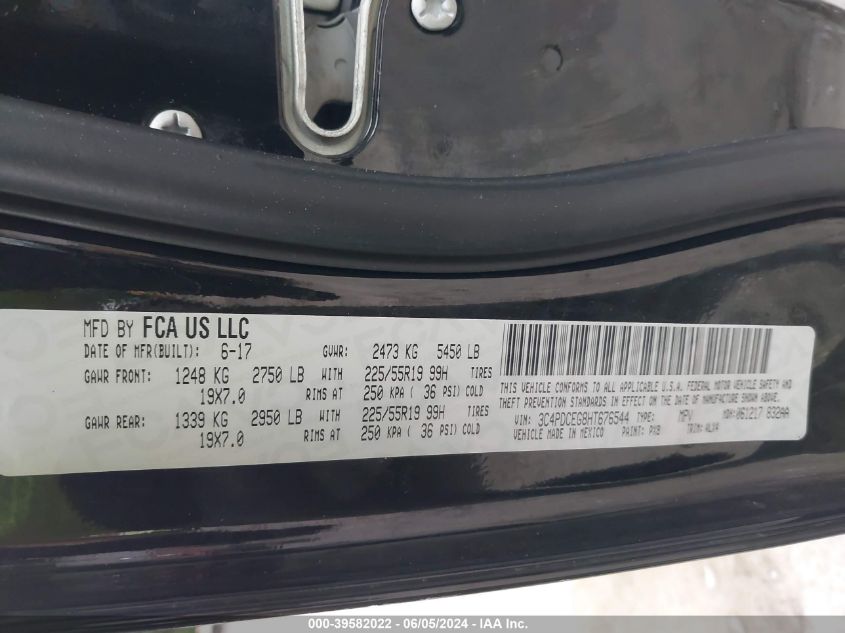 MFD BY FCA US LLC
DATE OF MFR(BUILT): 6-17 GVWR: 2473 KG 5450 LB
GAWR FRONT: 1248 KG 2750 LB WITH 225/55R19 99H TIRES
19X7.0 RIMS AT 250 KPA ( 36 PSI) COLD
GAWR REAR: 1339 KG 2950 LB WITH 225/55R19 99H TIRES
19X7.0 RIMS AT 250 KPA ( 36 PSI) COLD
THIS VEHICLE CONFORMS TO ALL APPLICABLE U.S.A. FEDERAL MOTOR VEHICLE SAFETY AND
THEFT PREVENTION STANDARDS IN EFFECT ON THE DATE OF MANUFACTURE SHOWN ABOVE.
VIN: 3C4PDCEG8HT676544 TYPE: MPV MDH: 061217 832AA
VEHICLE MADE IN MEXICO PAINT: PXB TRIM:
000-39582022 - 06/05/2024 - IAA Inc.